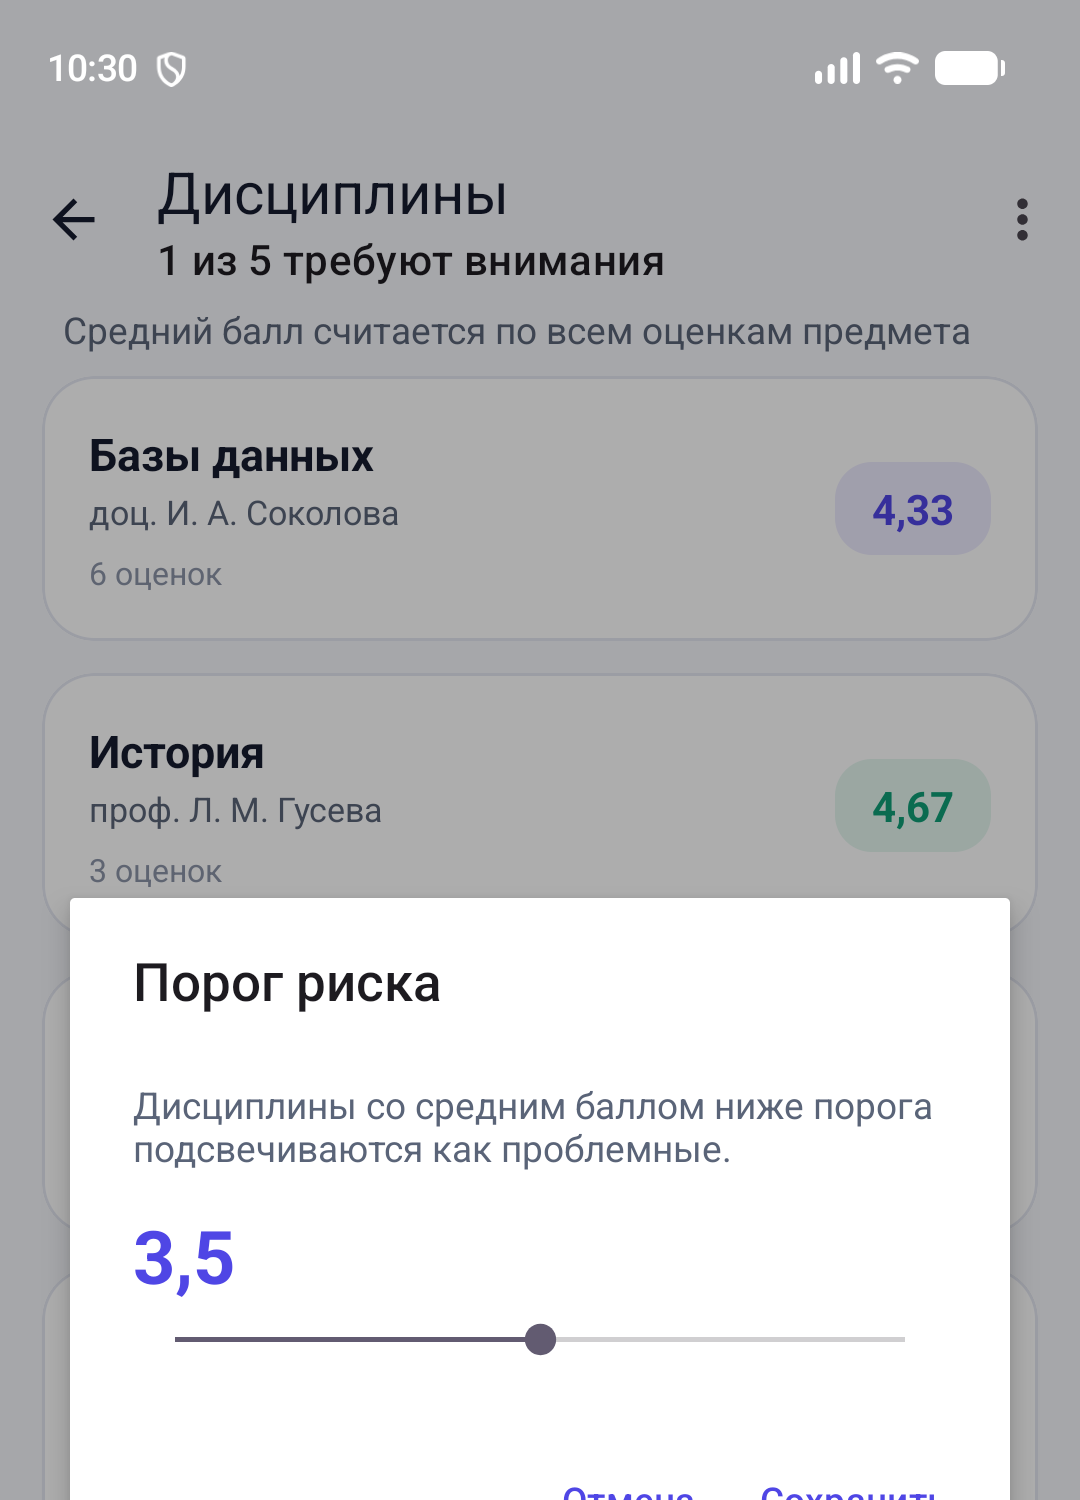 10:30
Дисциплины
1 из 5 требуют внимания
Средний балл считается по всем оценкам предмета
Базы данных
доц. И. А. Соколова
4,33
6 оценок
История
проф. Л. М. Гусева
4,67
3 оценок
Порог риска
Дисциплины со средним баллом ниже порога
подсвечиваются как проблемные.
3,5
Отмена Сохранить